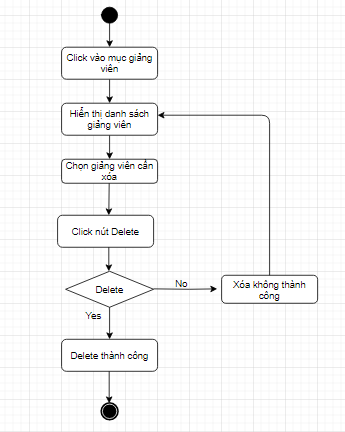 Click vào mục giảng
viên
Hiển thị danh sách
giảng viên
Chọn giảng viên cần
xóa
Click nút Delete
Delete
No
Xóa không thành
công
Yes
Delete thành công